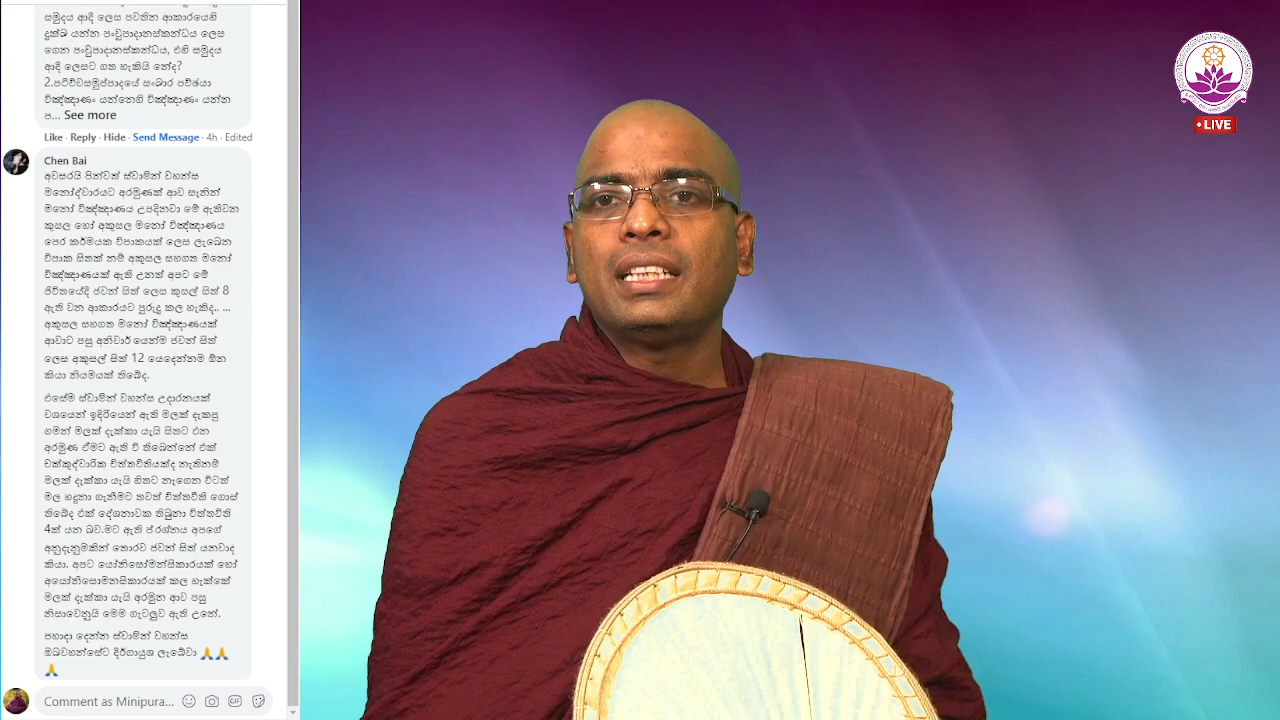 සමුදය ආදී ලෙස පවතින ආකාරයෙහි
දුක්ඛ යන්න පංචුපාදානස්කන්ධය ලෙස
ගෙන පංචුපාදානස්කන්ධය, එහි සමුදය
ආදී ලෙසට ගත හැකියි නේද?
2.පටිච්චසමුප්පාදයේ සංඛාර පච්ඡයා
විඤ්ඤාණං යන්නෙහි විඤ්ඤාණං යන්න
ප... See more
Like · Reply · Hide · Send Message · 4h · Edited
Chen Bai
අවසරයි පින්වත් ස්වාමින් වහන්ස
මනෝද්වාරයට අරමුණක් ආව සැනින්
මනෝ විඤ්ඤාණය උපදිනවා මේ ඇතිවන
කුසල හෝ අකුසල මනෝ විඤ්ඤාණය
පෙර කර්මයක විපාකයක් ලෙස ලැබෙන
විපාක සිතක් නම් අකුසල සහගත මනෝ
විඤ්ඤාණයක් ඇති උනක් අපට මේ
ජීවිතයේදී ජවන් සිත් ලෙස කුසල් සිත් 8
ඇති වන ආකාරයට පුරුදු කල හැකිද.. ...
අකුසල සහගත මනෝ විඤ්ඤාණයක්
ආවාට පසු අනිවාර් යෙන්ම ජවන් සිත්
ලෙස අකුසල් සිත් 12 යෙදෙන්නම ඕන
කියා නියමයක් තිබේද.
එසේම ස්වාමින් වහන්ස උදාරනයක්
වශයෙන් ඉදිරියෙන් ඇති මලක් දැකපු
ගමන් මලක් දැක්කා යැයි සිතට එන
අරමුණ ඒමට ඇති වී තිබෙන්නේ එක්
චක්කුද්වාරික චිත්තවීතියක්ද නැතිනම්
මලක් දැක්කා යැයි හිතට නැගෙන විටත්
මල හදුනා ගැනීමට තවත් චිත්තවීති ගොස්
තිබේද එක් දේශනාවක තිබුනා චිත්තවීති
4ක් යන බව.මට ඇති ප්රශ්නය අපගේ
අනුදැනුමකින් තොරව ජවන් සිත් යනවාද
කියා. අපට යෝනිසෝමන්සිකාරයක් හෝ
අයෝනිසොමනසිකාරයක් කල හැක්කේ
මලක් දැක්කා යැයි අරමුන ආව පසු
නිසාවෙනුයි මෙම ගැටලුව ඇති උනේ.
පහාදා දෙන්න ස්වාමින් වහන්ස
ඔබවහන්සේට දීර්ගායුශ ලැබේවා 🙏🙏
🙏
Comment as Minipura...
GIF
LIVE